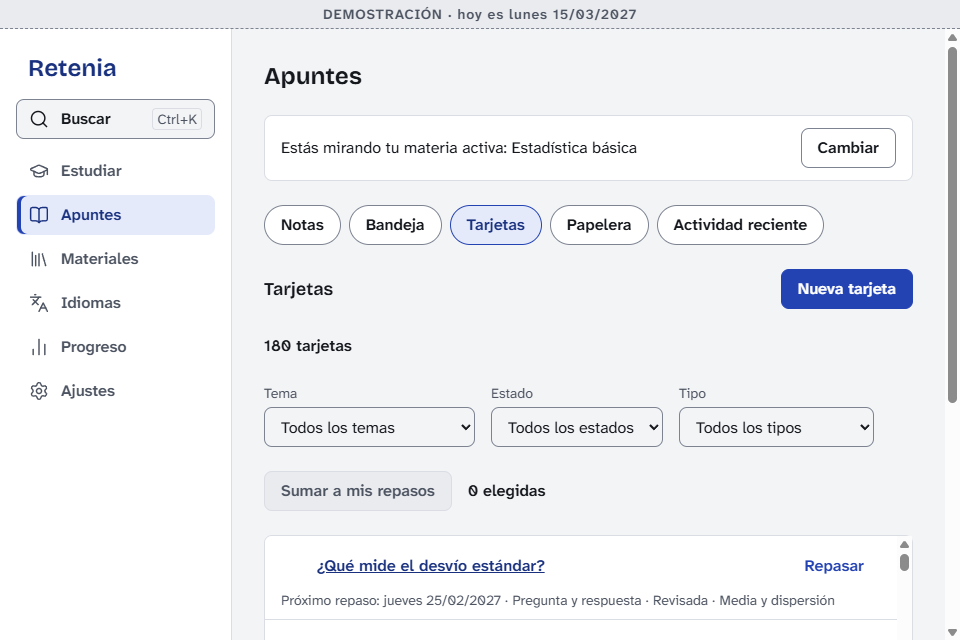 DEMOSTRACIÓN · hoy es lunes 15/03/2027
Retenia
Buscar Ctrl+K
Estudiar
Apuntes
Materiales
Idiomas
Progreso
Ajustes
Apuntes
Estás mirando tu materia activa: Estadística básica Cambiar
Notas Bandeja Tarjetas Papelera Actividad reciente
Tarjetas Nueva tarjeta
180 tarjetas
Tema Estado Tipo
Todos los temas Todos los estados Todos los tipos
Sumar a mis repasos 0 elegidas
¿Qué mide el desvío estándar? Repasar
Próximo repaso: jueves 25/02/2027 · Pregunta y respuesta · Revisada · Media y dispersión